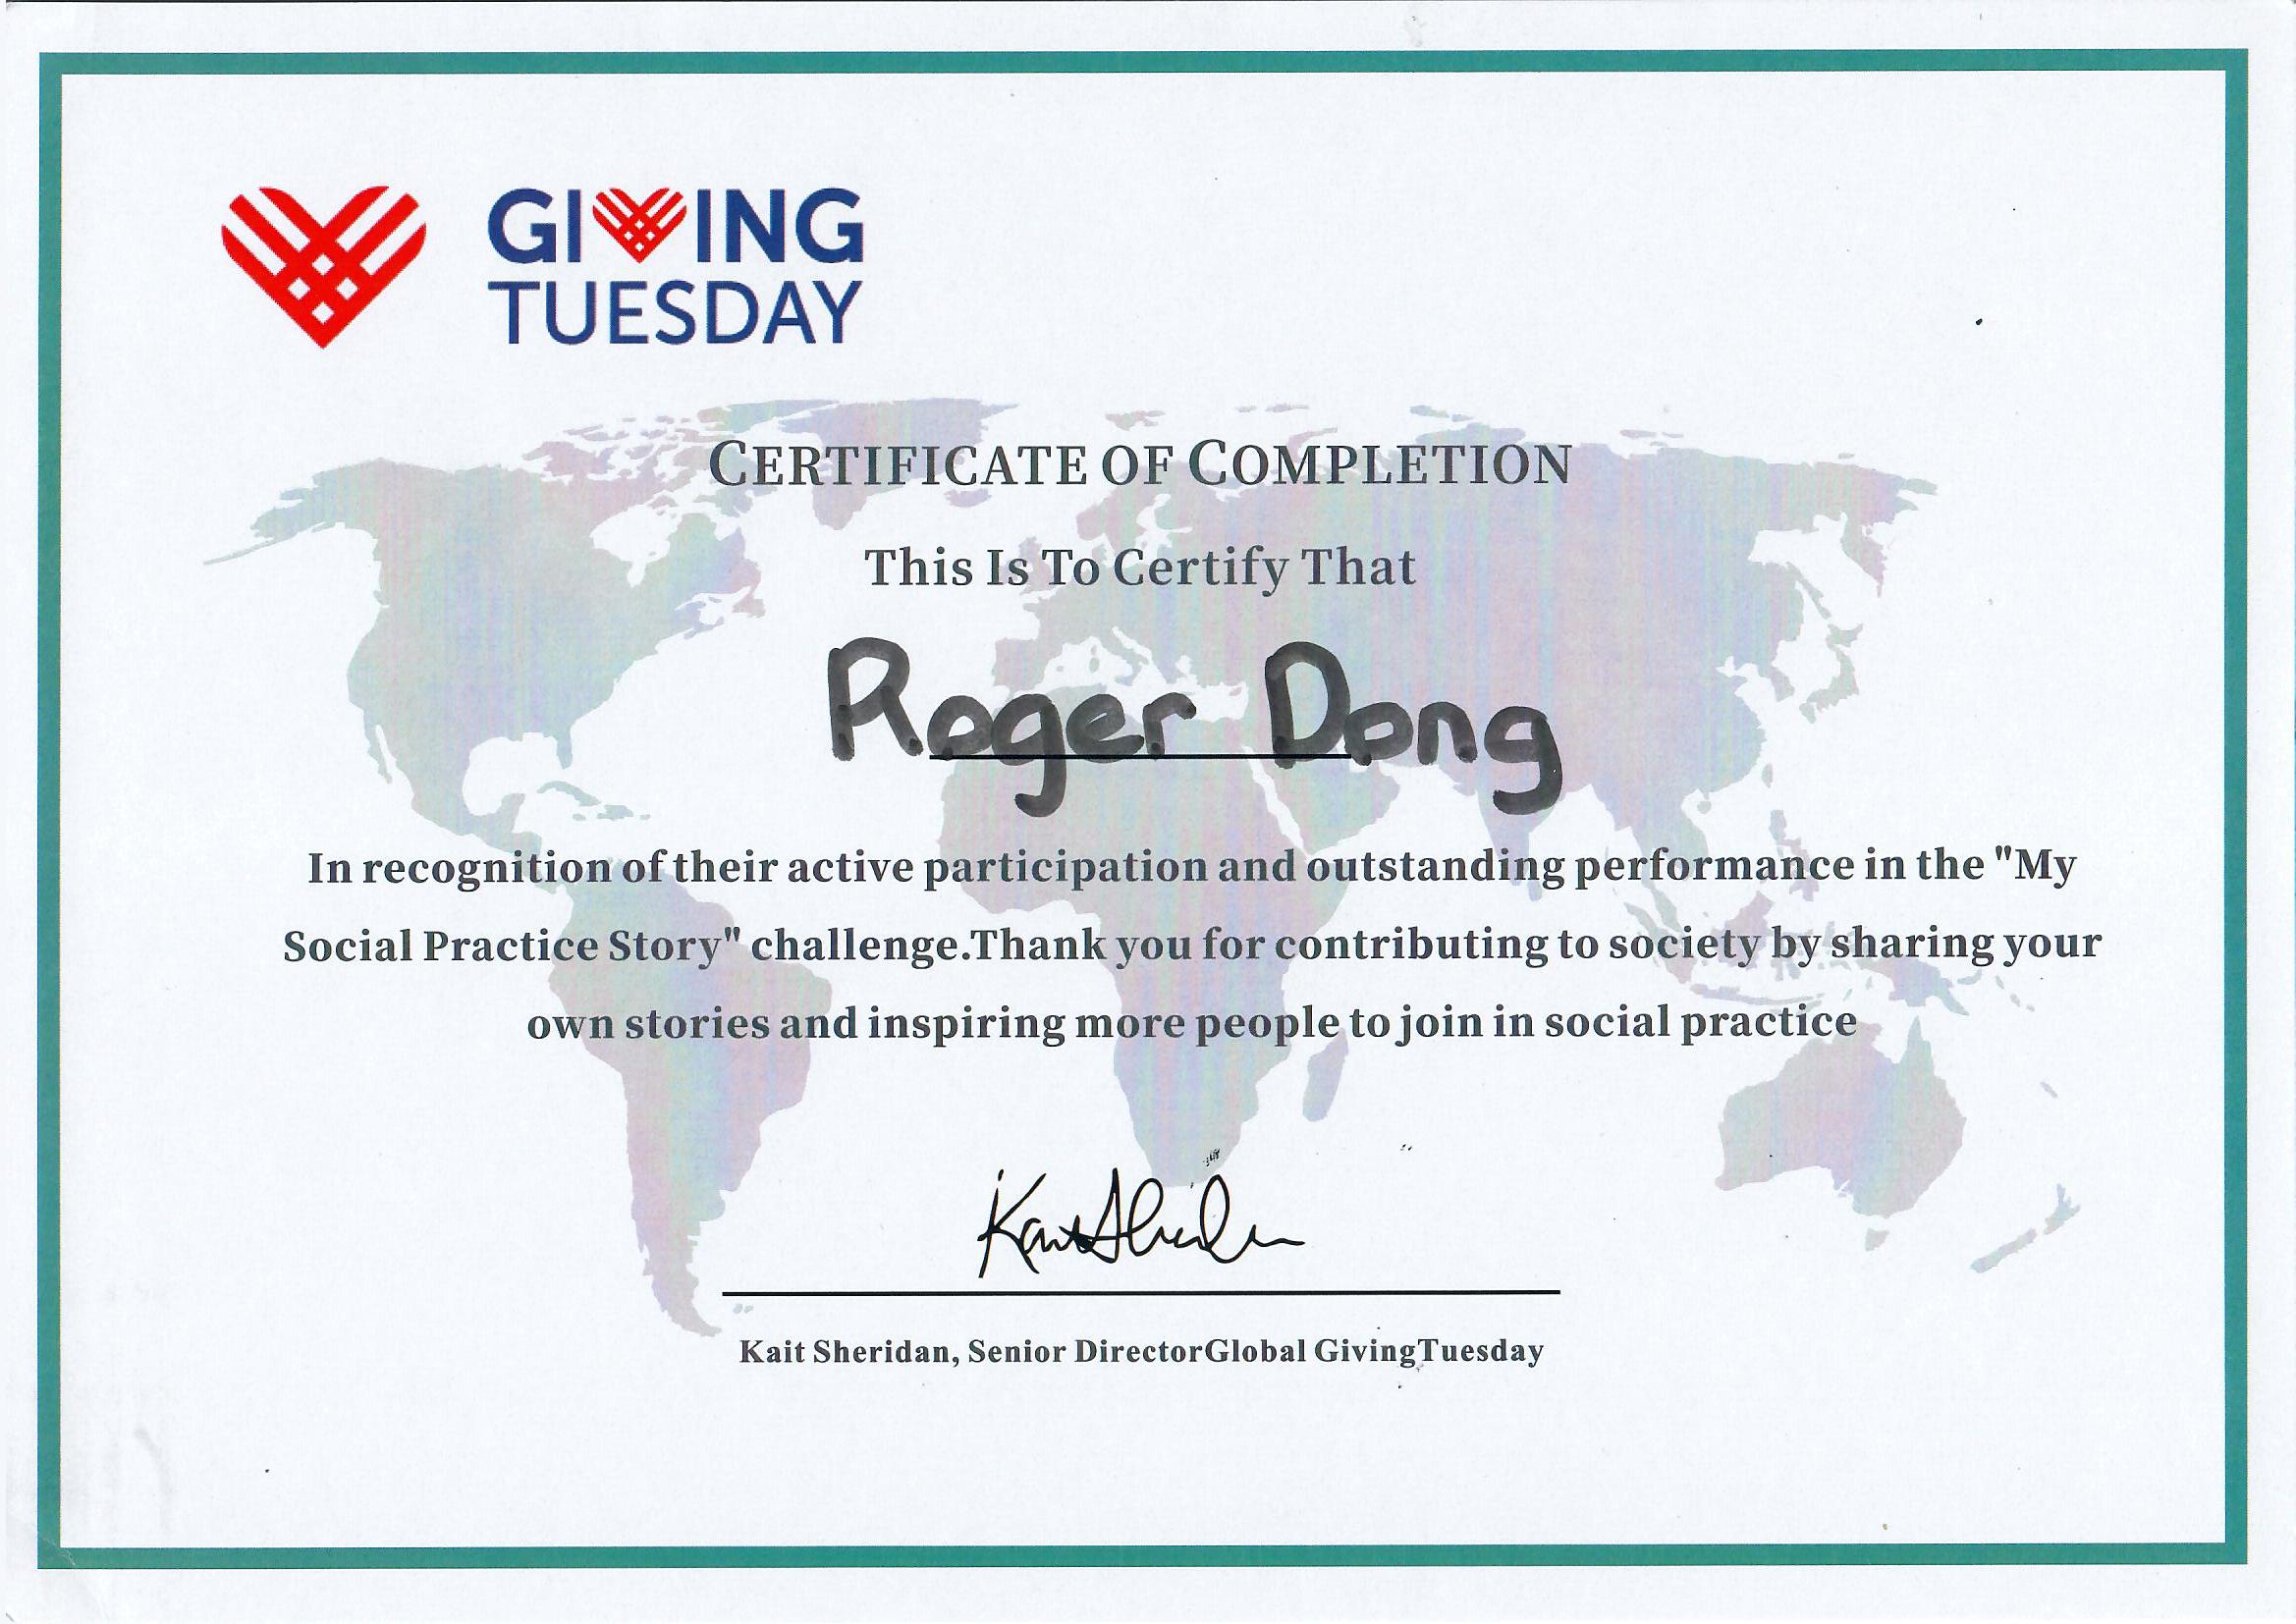 GIVING
TUESDAY
CERTIFICATE OF COMPLETION
This Is To Certify That
Roger Dong
In recognition of their active participation and outstanding performance in the "My
Social Practice Story" challenge.Thank you for contributing to society by sharing your
own stories and inspiring more people to join in social practice
Kait Sheridan
Kait Sheridan, Senior DirectorGlobal GivingTuesday